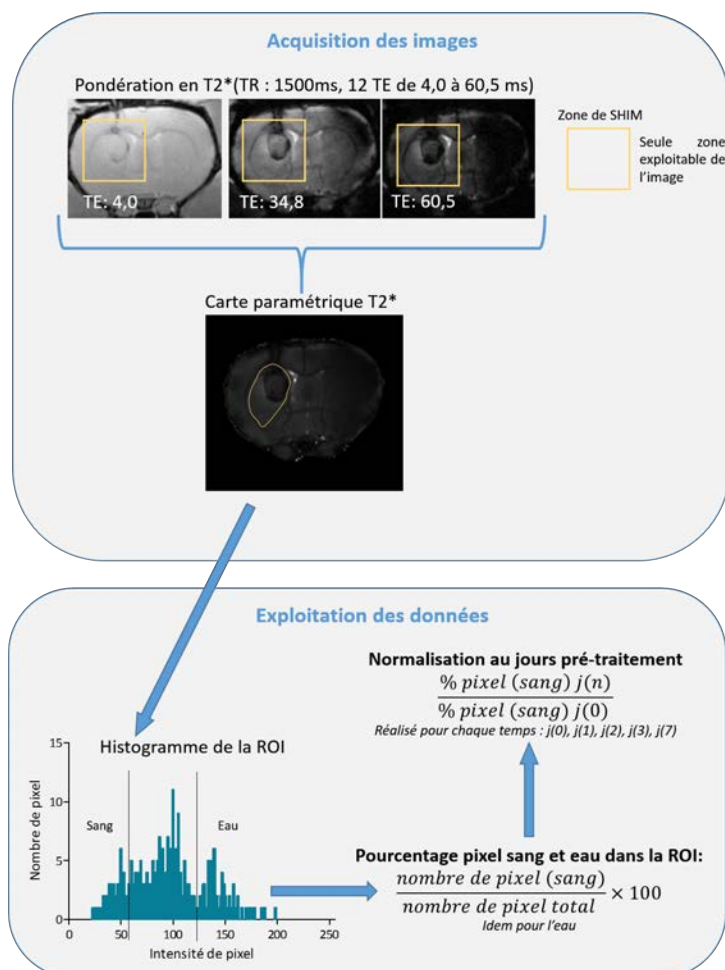 Acquisition des images
Pondération en T2*(TR : 1500ms, 12 TE de 4,0 à 60,5 ms)
TE: 4,0
TE: 34,8
TE: 60,5
Zone de SHIM
Seule zone
exploitable de
l'image
Carte paramétrique T2*
Exploitation des données
Normalisation au jours pré-traitement
% pixel (sang) j(n)
% pixel (sang) j(0)
Réalisé pour chaque temps : j(0), j(1), j(2), j(3), j(7)
Histogramme de la ROI
Nombre de pixel
15
10
5
0
Sang
Eau
0 50 100 150 200 250
Intensité de pixel
Pourcentage pixel sang et eau dans la ROI:
nombre de pixel (sang)
nombre de pixel total
× 100
Idem pour l'eau